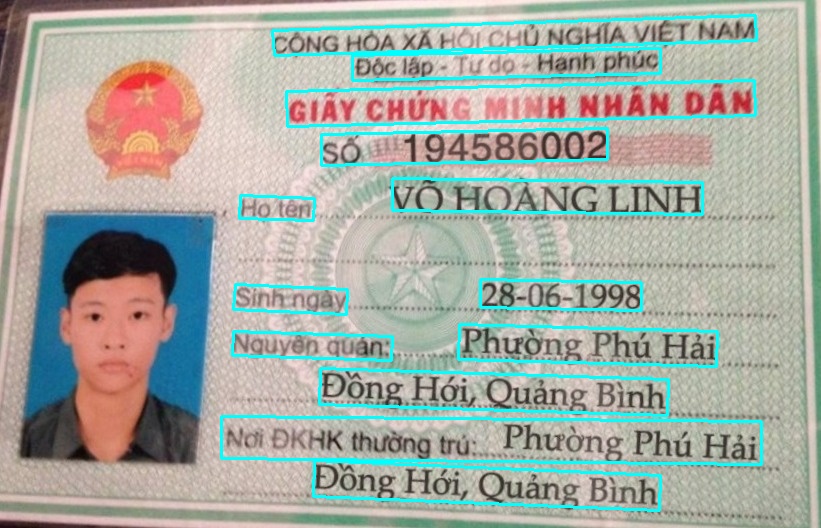 CỘNG HÒA XÃ HỘI CHỦ NGHĨA VIỆT NAM
Độc lập - Tự do - Hạnh phúc
GIẤY CHỨNG MINH NHÂN DÂN
SỐ 194586002
Họ tên VÕ HOÀNG LINH
Sinh ngày 28-06-1998
Nguyên quán: Phường Phú Hải
Đồng Hới, Quảng Bình
Nơi ĐKHK thường trú: Phường Phú Hải
Đồng Hới, Quảng Bình